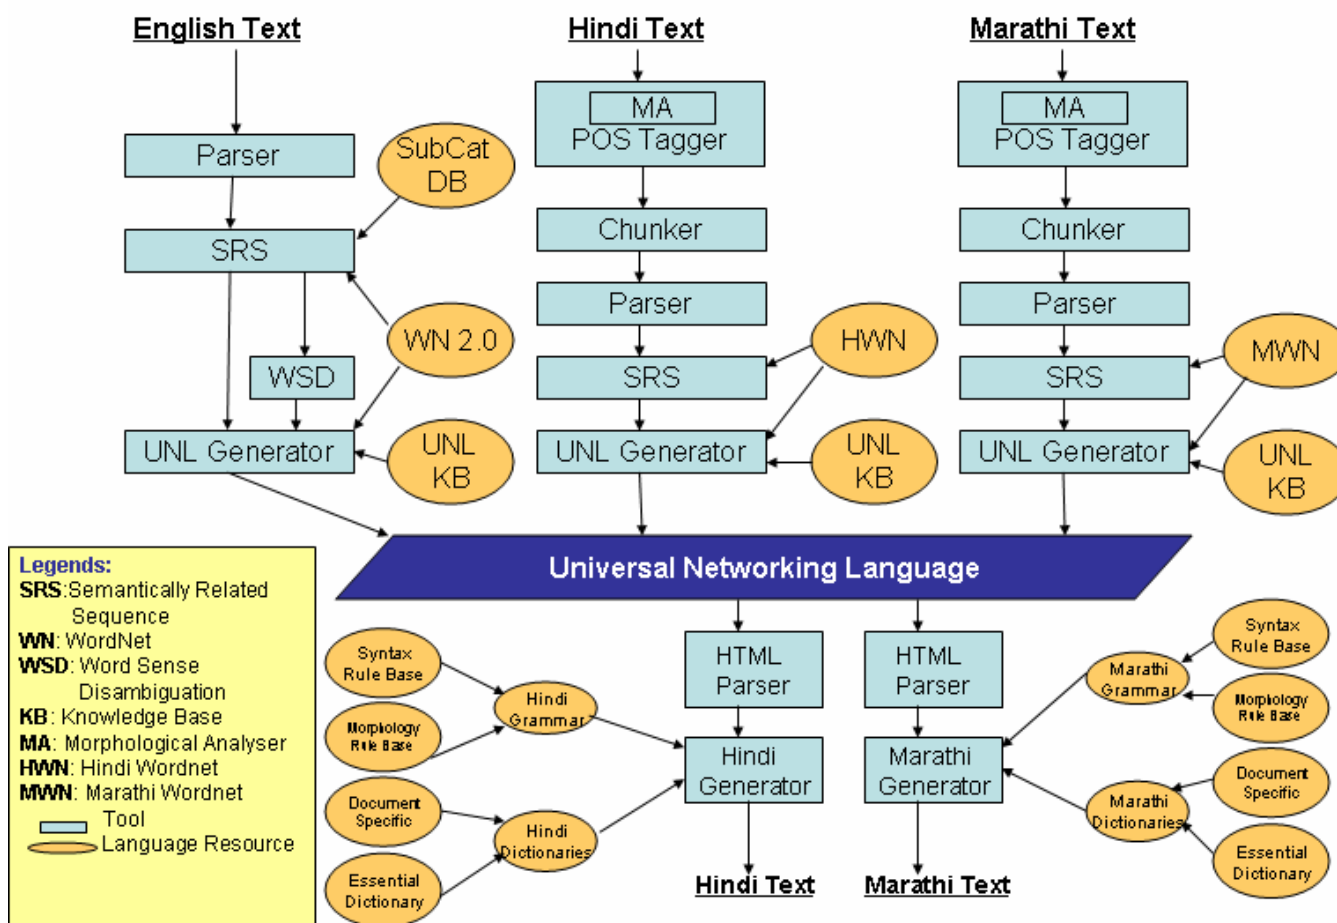 English Text
Hindi Text
Marathi Text
MA
POS Tagger
MA
POS Tagger
Parser
SubCat
DB
Chunker
Chunker
SRS
Parser
Parser
WN 2.0
HWN
MWN
WSD
SRS
SRS
UNL Generator
UNL
KB
UNL Generator
UNL
KB
UNL Generator
UNL
KB
Universal Networking Language
Legends:
SRS:Semantically Related
Sequence
WN: WordNet
WSD: Word Sense
Disambiguation
KB: Knowledge Base
MA: Morphological Analyser
HWN: Hindi Wordnet
MWN: Marathi Wordnet
Tool
Language Resource
Syntax
Rule Base
Morphology
Rule Base
Hindi
Grammar
Document
Specific
Essential
Dictionary
Hindi
Dictionaries
HTML
Parser
Hindi
Generator
Hindi Text
HTML
Parser
Marathi
Generator
Marathi Text
Marathi
Grammar
Syntax
Rule Base
Morphology
Rule Base
Marathi
Dictionaries
Document
Specific
Essential
Dictionary